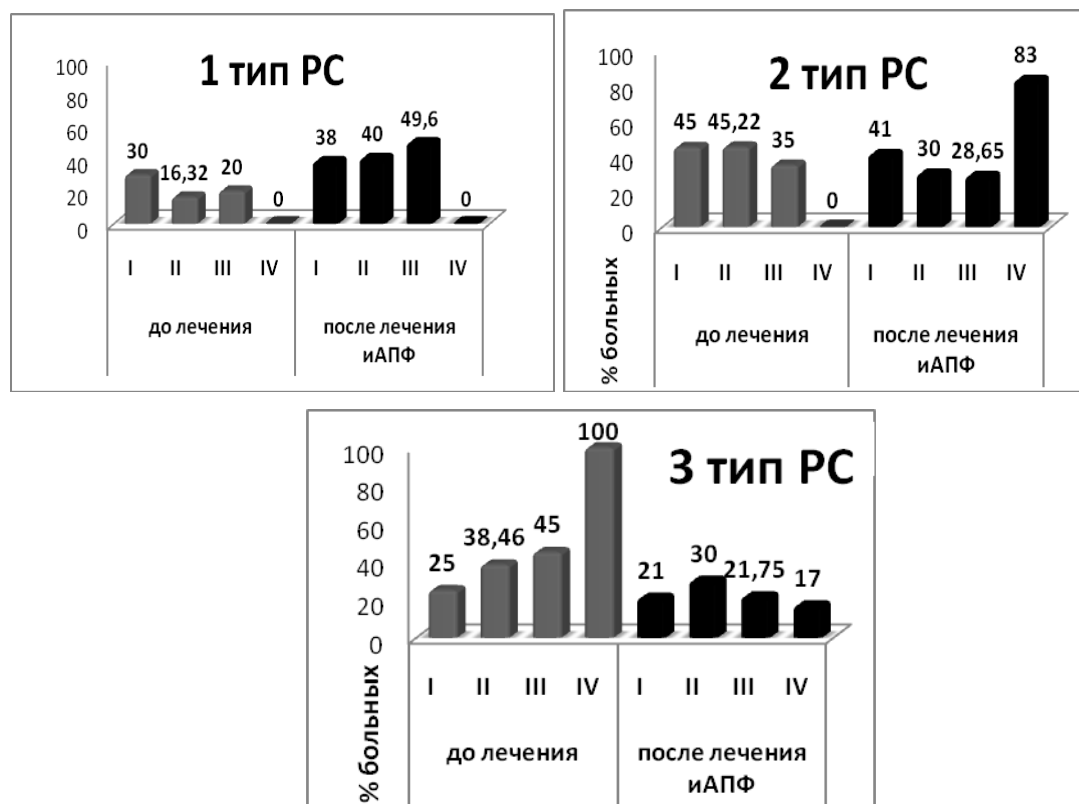 1 тип РС
100
80
60
40
20
0
30
16,32
20
0
38
40
49,6
0
I II III IV I II III IV
до лечения
после лечения
иАПФ
2 тип РС
100
80
60
40
20
0
45
45,22
35
0
41
30
28,65
83
% больных
I II III IV I II III IV
до лечения
после лечения
иАПФ
3 тип РС
100
80
60
40
20
0
25
38,46
45
100
21
30
21,75
17
% больных
I II III IV I II III IV
до лечения
после лечения
иАПФ